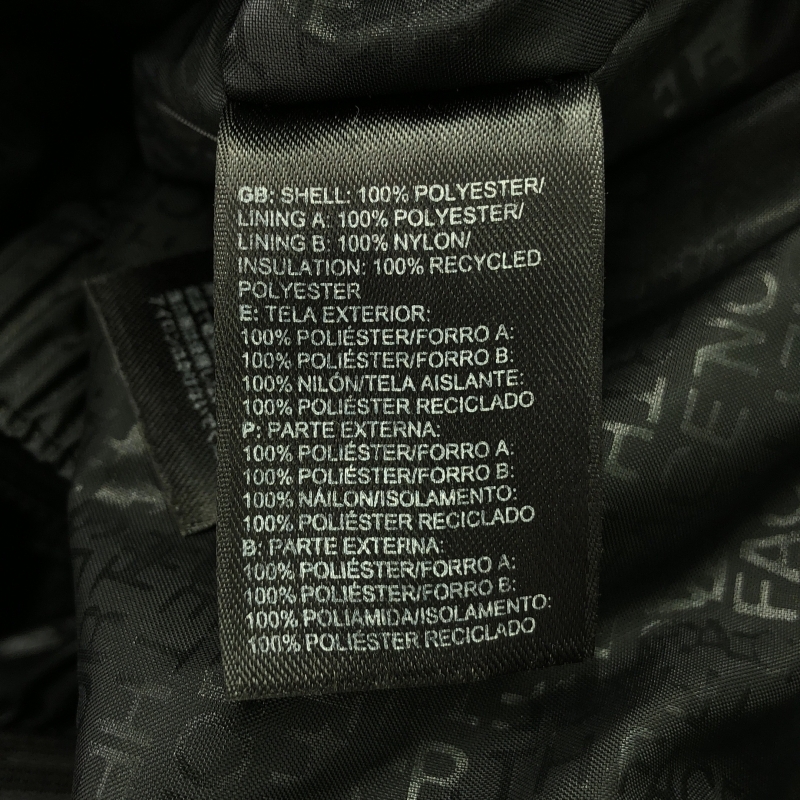 GB: SHELL: 100% POLYESTER/
LINING A: 100% POLYESTER/
LINING B: 100% NYLON/
INSULATION: 100% RECYCLED
POLYESTER
E: TELA EXTERIOR:
100% POLIÉSTER/FORRO A:
100% POLIÉSTER/FORRO B:
100% NILÓN/TELA AISLANTE:
100% POLIÉSTER RECICLADO
P: PARTE EXTERNA:
100% POLIÉSTER/FORRO A:
100% POLIÉSTER/FORRO B:
100% NÁILON/ISOLAMENTO:
100% POLIÉSTER RECICLADO
B: PARTE EXTERNA:
100% POLIÉSTER/FORRO A:
100% POLIÉSTER/FORRO B:
100% POLIAMIDA/ISOLAMENTO:
100% POLIÉSTER RECICLADO